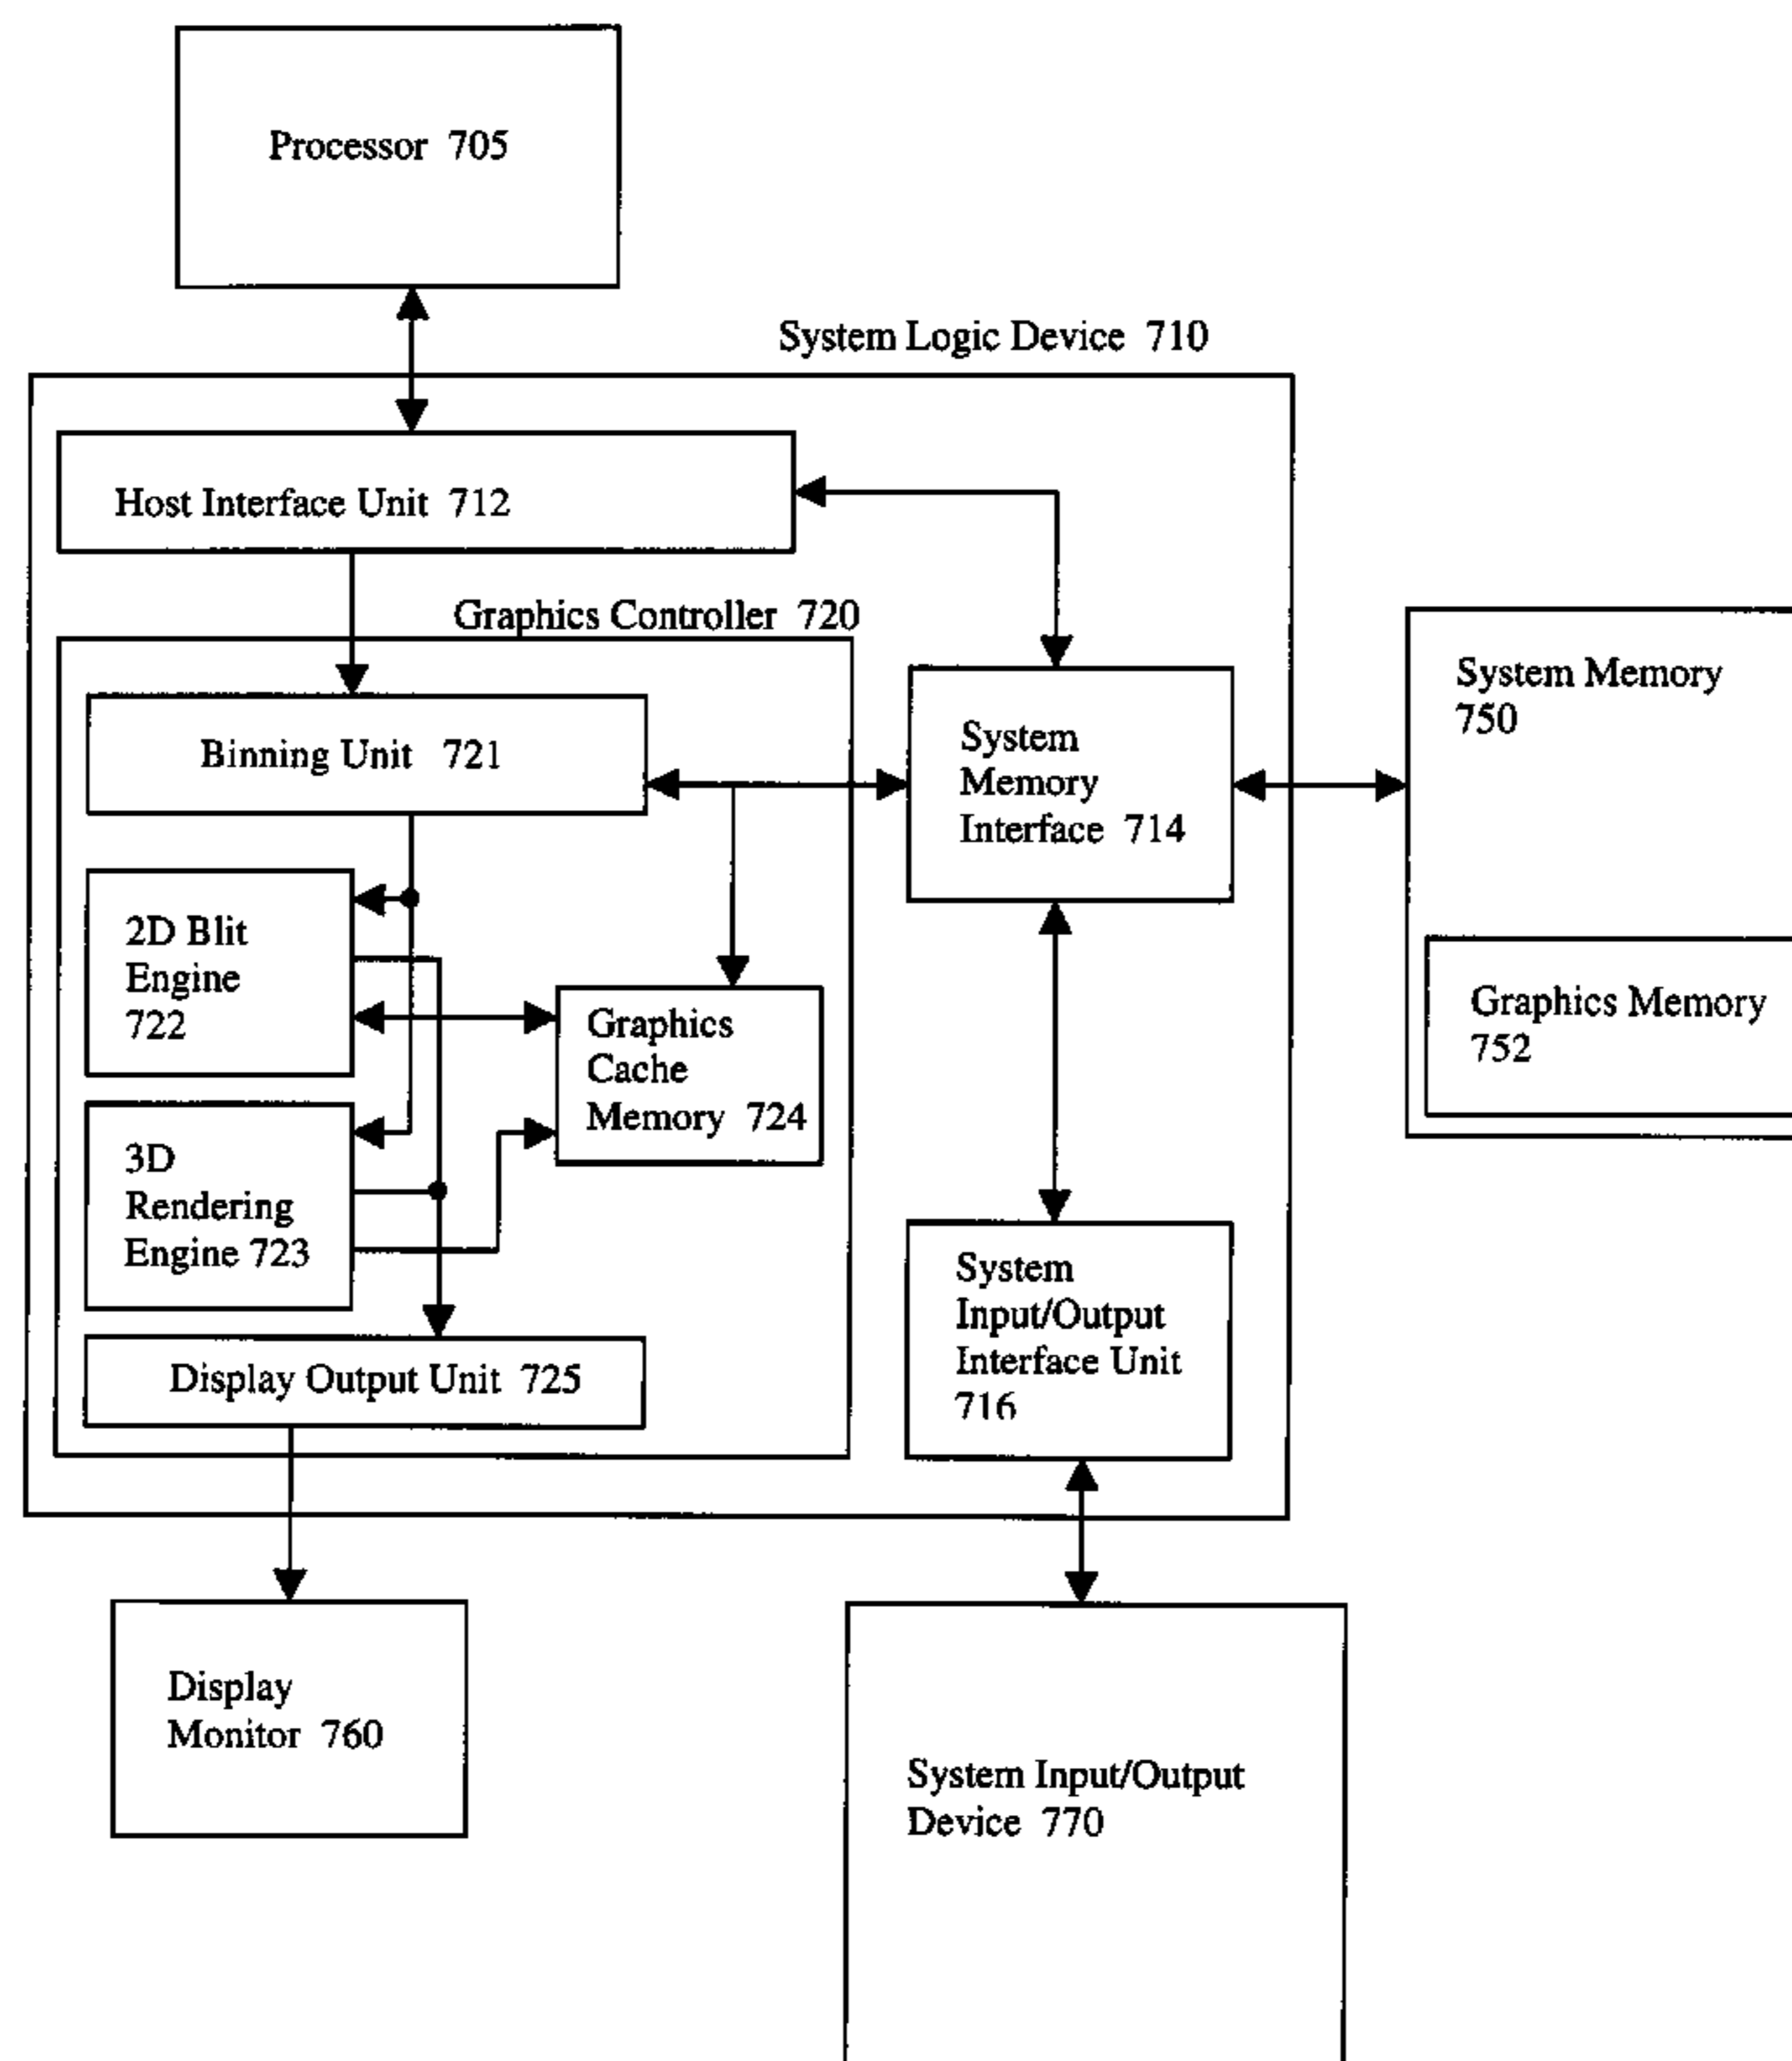 Processor 705
System Logic Device 710
Host Interface Unit 712
Graphics Controller 720
Binning Unit 721
System
Memory
Interface 714
System Memory
750
2D Blit
Engine
722
Graphics
Cache
Memory 724
Graphics Memory
752
3D
Rendering
Engine 723
System
Input/Output
Interface Unit
716
Display Output Unit 725
Display
Monitor 760
System Input/Output
Device 770